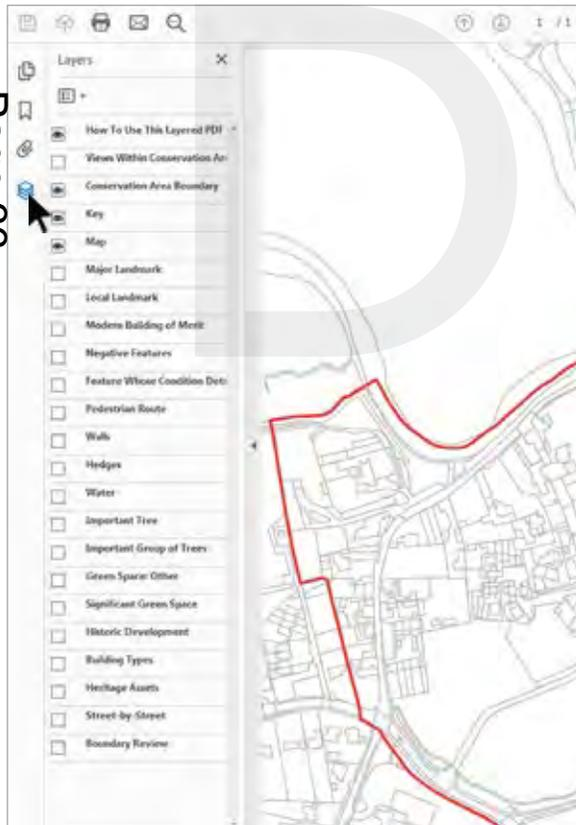 1 / 1
Layers
How To Use This Layered PDF
Views Within Conservation Are
Conservation Area Boundary
Key
Map
Major Landmark
Local Landmark
Modern Building of Merit
Negative Features
Feature Whose Condition Detr
Pedestrian Route
Walls
Hedges
Water
Important Tree
Important Group of Trees
Green Space: Other
Significant Green Space
Historic Development
Building Types
Heritage Assets
Street-by-Street
Boundary Review
D